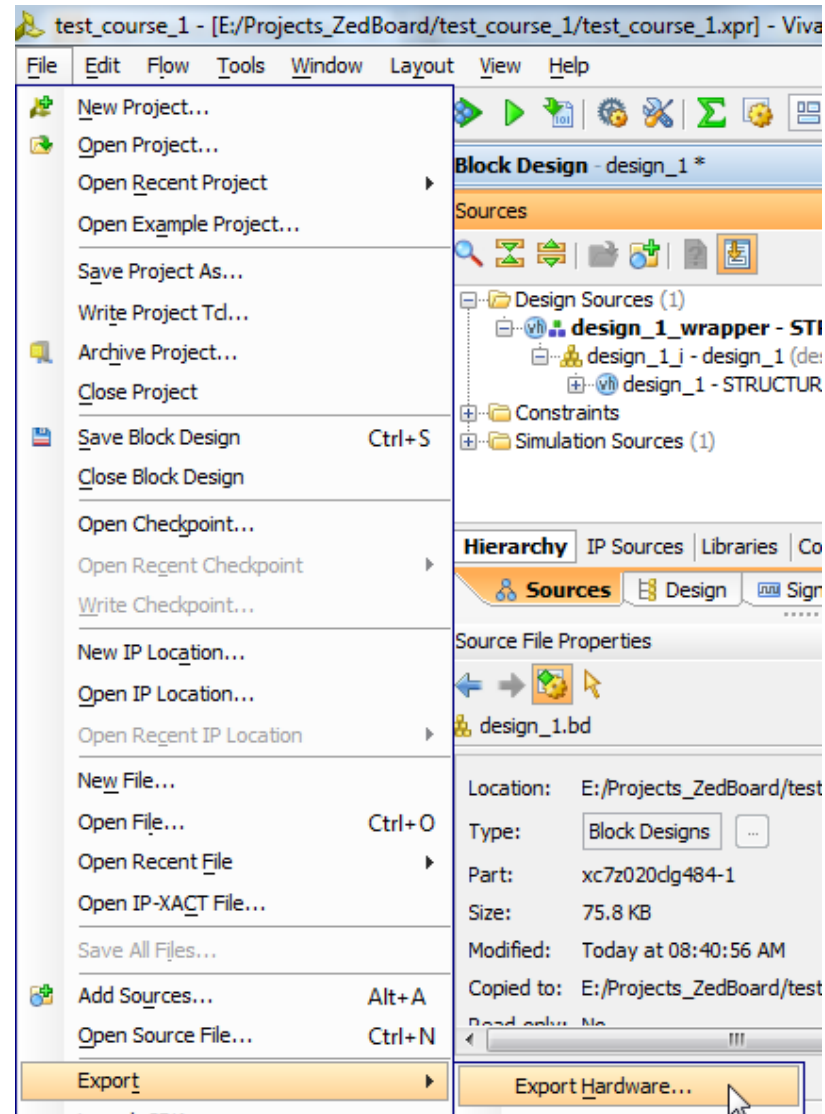 test_course_1 - [E:/Projects_ZedBoard/test_course_1/test_course_1.xpr] - Viva
File Edit Flow Tools Window Layout View Help
New Project...
Open Project...
Open Recent Project
Open Example Project...
Save Project As...
Write Project Tcl...
Archive Project...
Close Project
Save Block Design Ctrl+S
Close Block Design
Open Checkpoint...
Open Recent Checkpoint
Write Checkpoint...
New IP Location...
Open IP Location...
Open Recent IP Location
New File...
Open File... Ctrl+O
Open Recent File
Open IP-XACT File...
Save All Files...
Add Sources... Alt+A
Open Source File... Ctrl+N
Export
Export Hardware...
Block Design - design_1 *
Sources
Design Sources (1)
design_1_wrapper - STR
design_1_i - design_1 (des
design_1 - STRUCTUR
Constraints
Simulation Sources (1)
Hierarchy IP Sources Libraries Co
Sources Design Sign
Source File Properties
design_1.bd
Location: E:/Projects_ZedBoard/test
Type: Block Designs ...
Part: xc7z020clg484-1
Size: 75.8 KB
Modified: Today at 08:40:56 AM
Copied to: E:/Projects_ZedBoard/test
Read-only: No